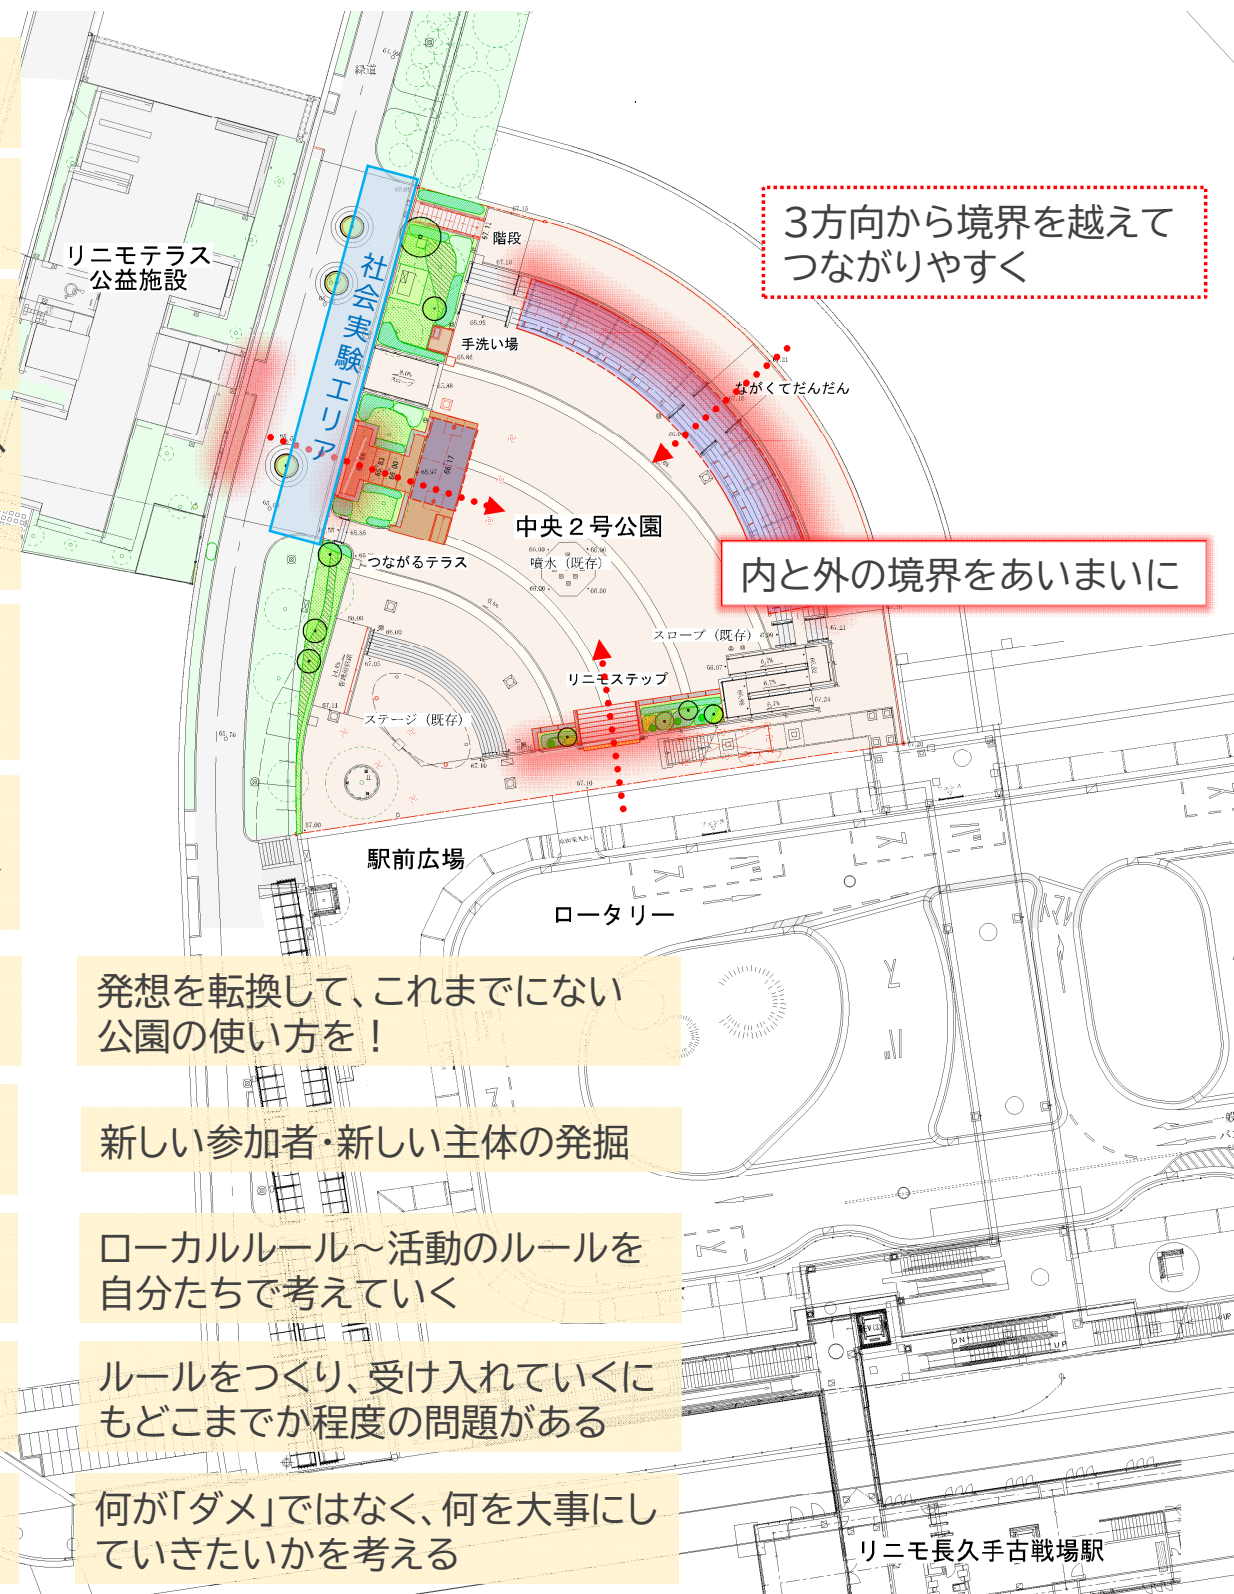 リニモテラス
公益施設
社会実験エリア
階段
手洗い場
スロープ
3方向から境界を越えて
つながりやすく
ながくてだんだん
中央2号公園
つながるテラス
噴水（既存）
内と外の境界をあいまいに
スロープ（既存）
リニモステップ
ステージ（既存）
駅前広場
ロータリー
発想を転換して、これまでにない
公園の使い方を！
新しい参加者・新しい主体の発掘
ローカルルール～活動のルールを
自分たちで考えていく
ルールをつくり、受け入れていくに
もどこまでか程度の問題がある
何が「ダメ」ではなく、何を大事にし
ていきたいかを考える
DN
UP
UP
リニモ長久手古戦場駅